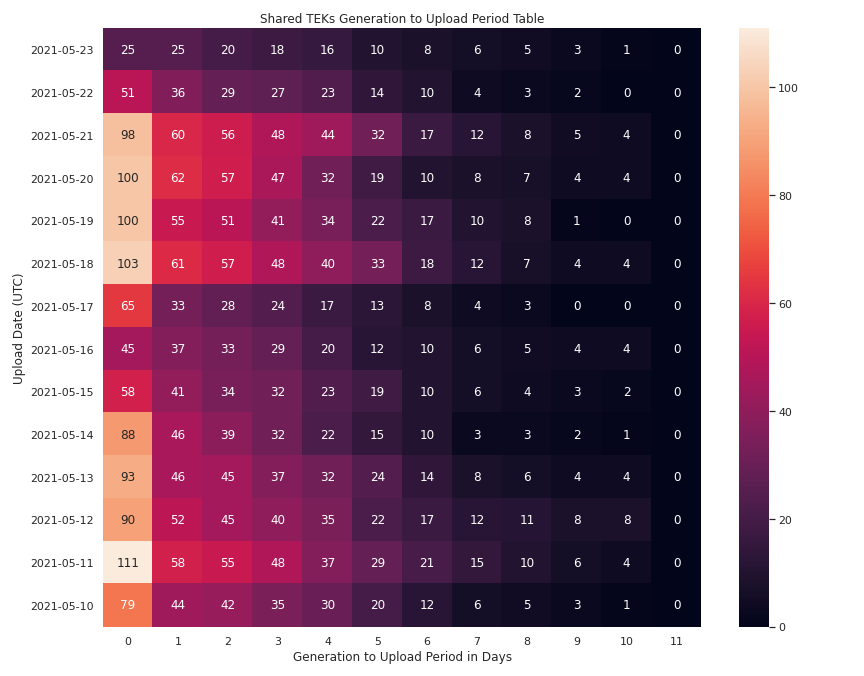 Shared TEKs Generation to Upload Period Table
Upload Date (UTC)
2021-05-23 25 25 20 18 16 10 8 6 5 3 1 0
2021-05-22 51 36 29 27 23 14 10 4 3 2 0 0
2021-05-21 98 60 56 48 44 32 17 12 8 5 4 0
2021-05-20 100 62 57 47 32 19 10 8 7 4 4 0
2021-05-19 100 55 51 41 34 22 17 10 8 1 0 0
2021-05-18 103 61 57 48 40 33 18 12 7 4 4 0
2021-05-17 65 33 28 24 17 13 8 4 3 0 0 0
2021-05-16 45 37 33 29 20 12 10 6 5 4 4 0
2021-05-15 58 41 34 32 23 19 10 6 4 3 2 0
2021-05-14 88 46 39 32 22 15 10 3 3 2 1 0
2021-05-13 93 46 45 37 32 24 14 8 6 4 4 0
2021-05-12 90 52 45 40 35 22 17 12 11 8 8 0
2021-05-11 111 58 55 48 37 29 21 15 10 6 4 0
2021-05-10 79 44 42 35 30 20 12 6 5 3 1 0
0 1 2 3 4 5 6 7 8 9 10 11
Generation to Upload Period in Days
100
80
60
40
20
0